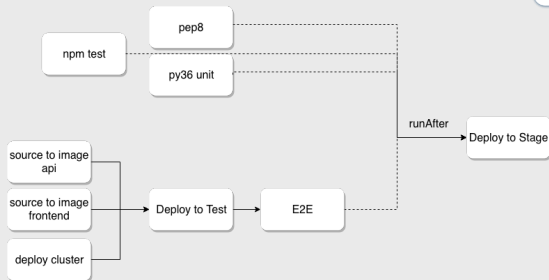 pep8
npm test
py36 unit
runAfter
Deploy to Stage
source to image
api
source to image
frontend
Deploy to Test
E2E
deploy cluster